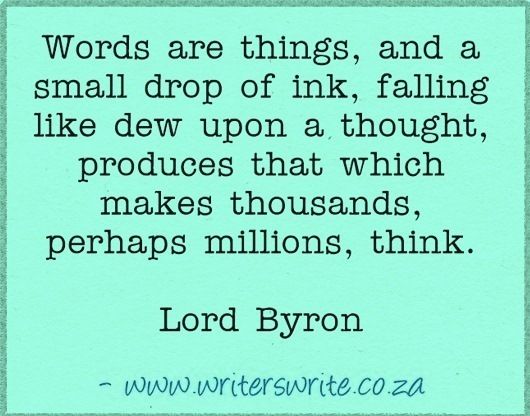 Words are things, and a
small drop of ink, falling
like dew upon a thought,
produces that which
makes thousands,
perhaps millions, think.
Lord Byron
- www.writerswrite.co.za